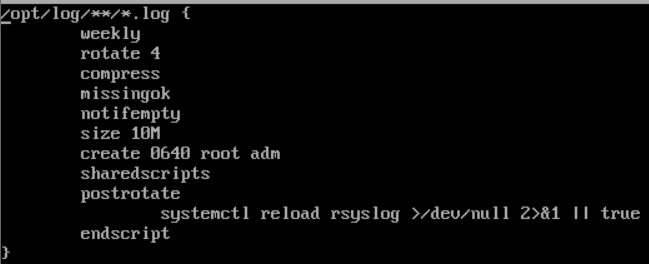 /opt/log/**/*.log {
        weekly
        rotate 4
        compress
        missingok
        notifempty
        size 10M
        create 0640 root adm
        sharedscripts
        postrotate
                systemctl reload rsyslog >/dev/null 2>&1 || true
        endscript
}